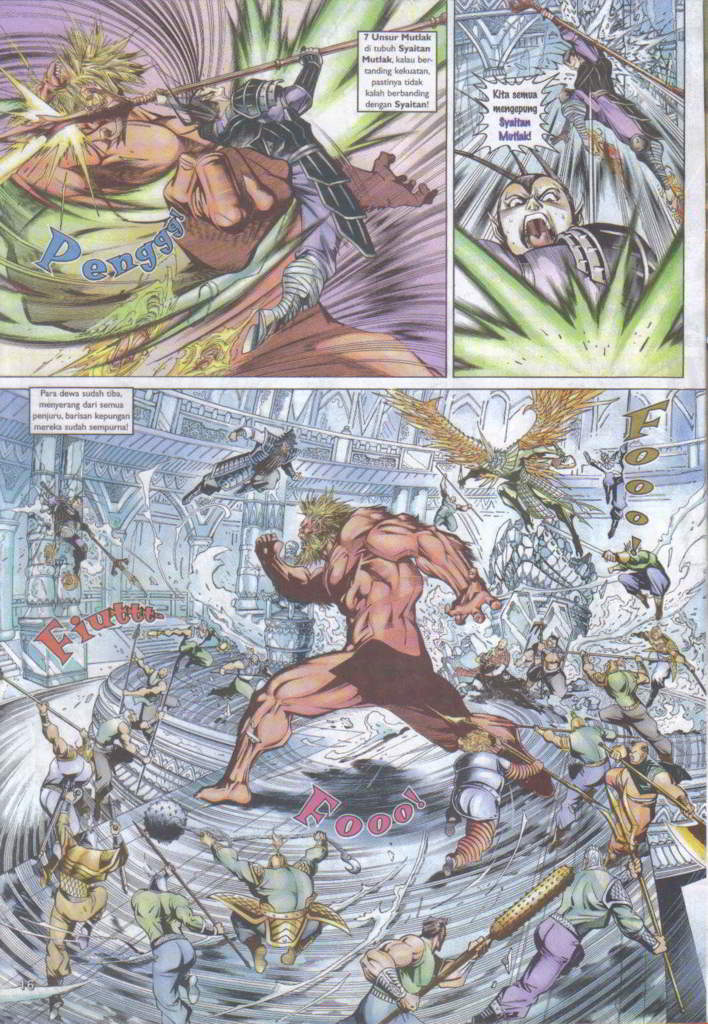 7 Unsur Mutlak
di tubuh Syaitan
Mutlak, kalau ber-
tanding kekuatan,
pastinya tidak
kalah berbanding
dengan Syaitan!
Kita semua
mengepung
Syaitan
Mutlak!
Penggg!
Para dewa sudah tiba,
menyerang dari semua
penjuru, barisan kepungan
mereka sudah sempurna!
Fooo
Fiuttt-
Fooo!
16